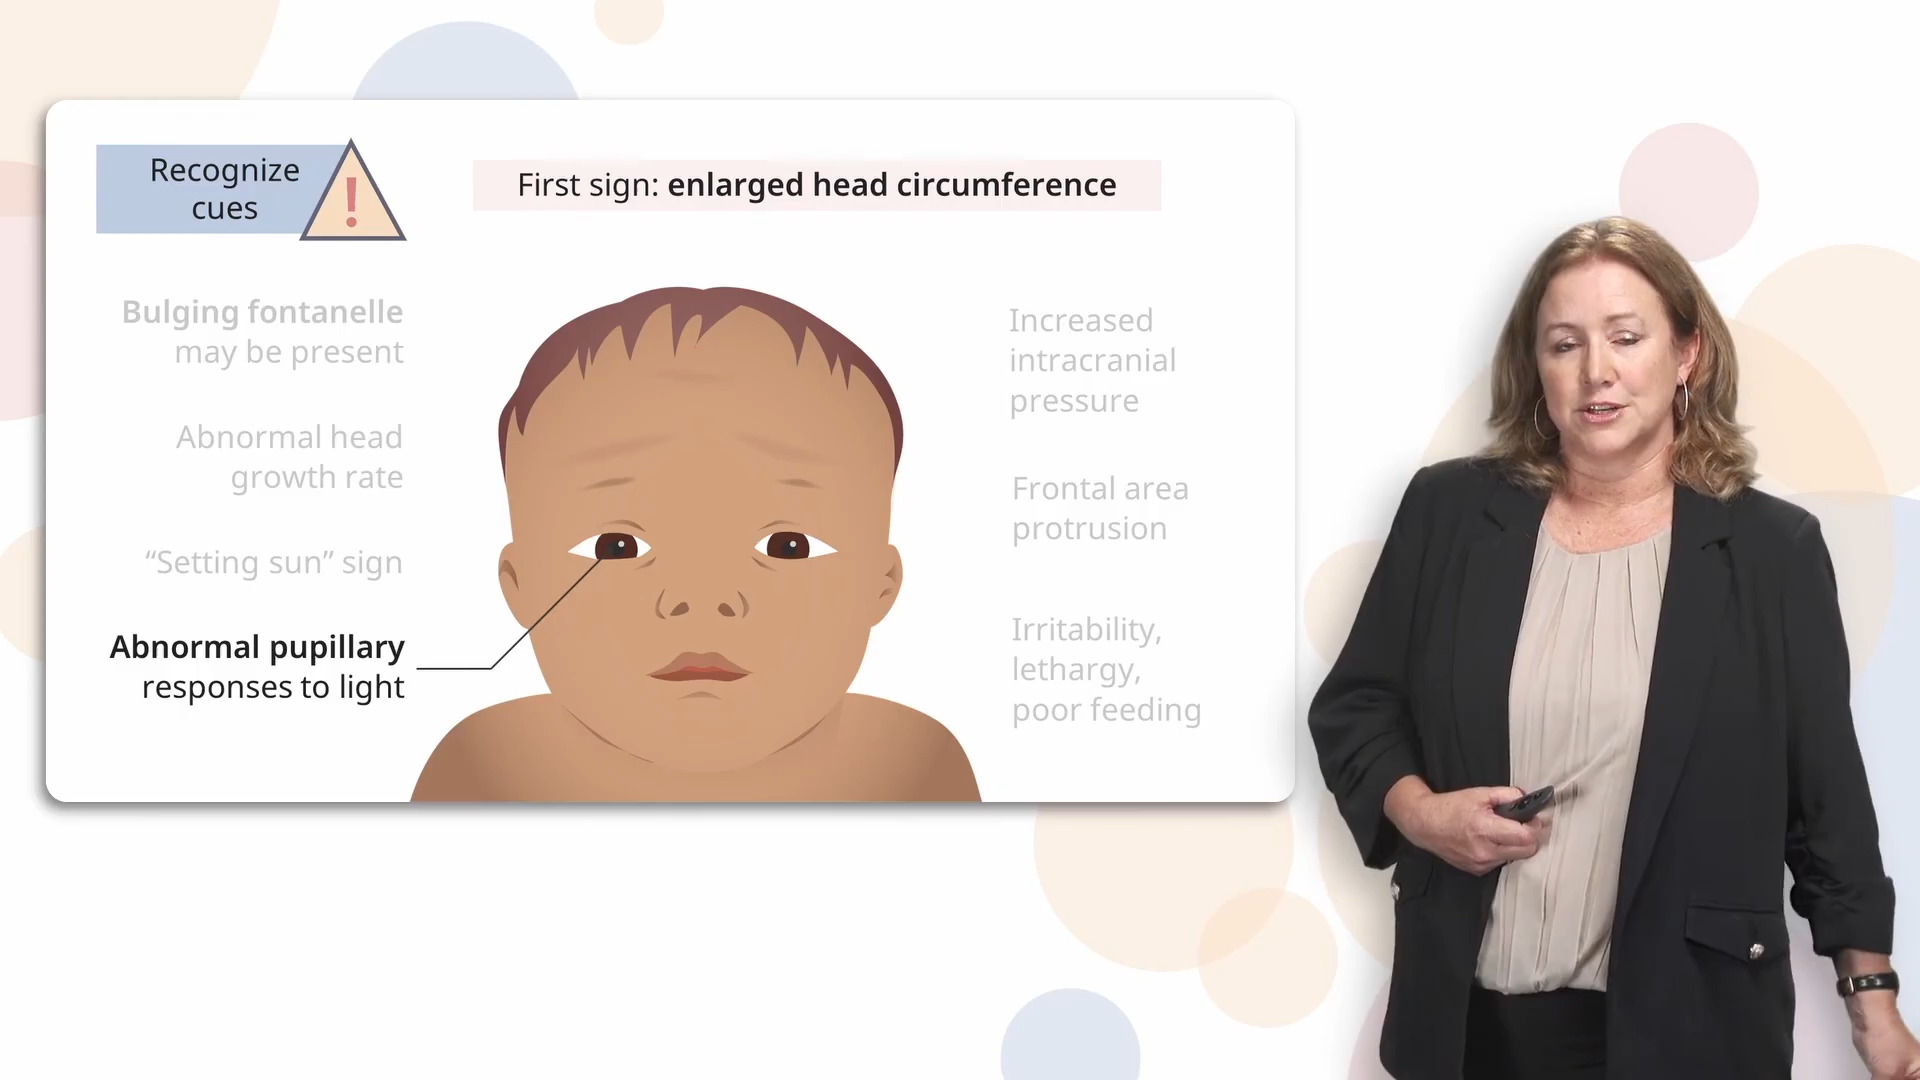 Recognize
cues
First sign: enlarged head circumference
Bulging fontanelle
may be present
Abnormal head
growth rate
“Setting sun” sign
Abnormal pupillary
responses to light
Increased
intracranial
pressure
Frontal area
protrusion
Irritability,
lethargy,
poor feeding